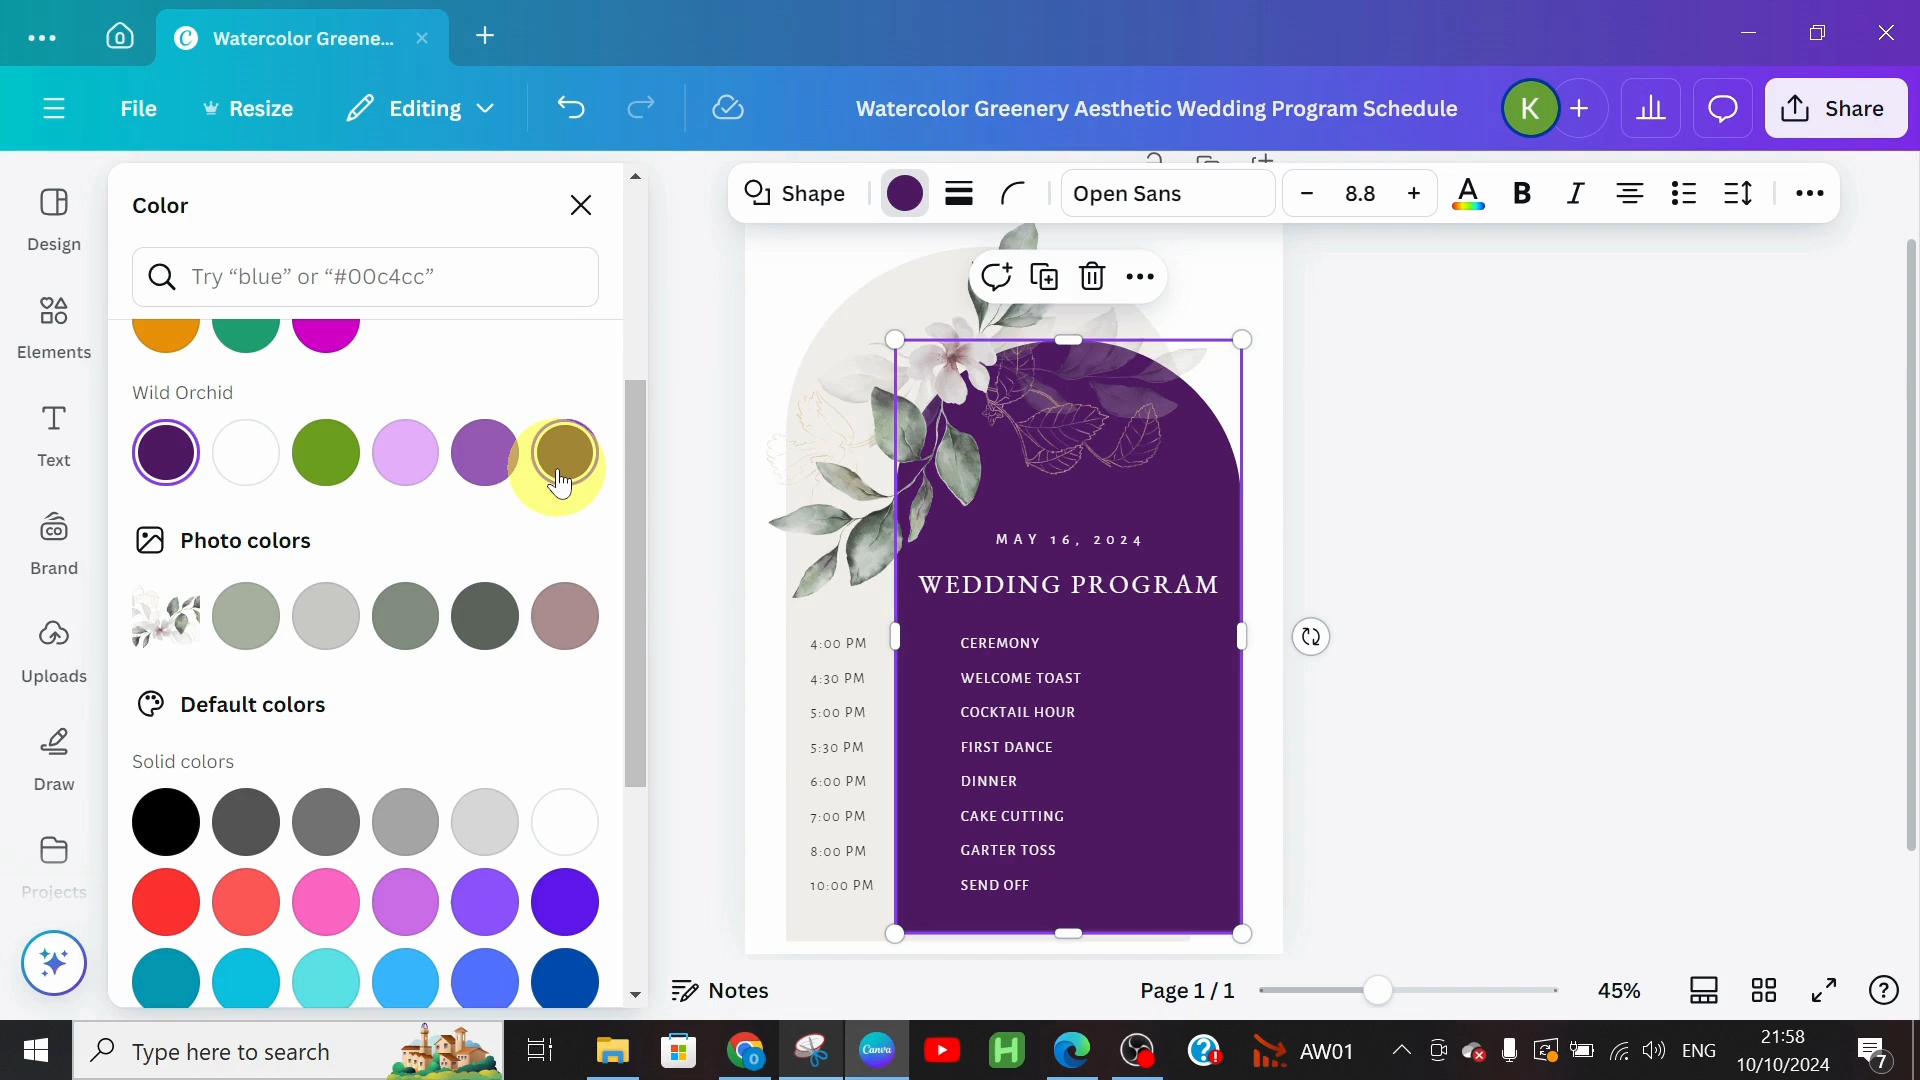 Watercolor Greene...
File
Resize
Editing
Watercolor Greenery Aesthetic Wedding Program Schedule
K
Share
Design
Elements
Text
Brand
Uploads
Draw
Projects
Color
Try “blue” or “#00c4cc”
Wild Orchid
Photo colors
Default colors
Solid colors
Shape
Open Sans
– 8.8 +
A B I
MAY 16, 2024
WEDDING PROGRAM
4:00 PM CEREMONY
4:30 PM WELCOME TOAST
5:00 PM COCKTAIL HOUR
5:30 PM FIRST DANCE
6:00 PM DINNER
7:00 PM CAKE CUTTING
8:00 PM GARTER TOSS
10:00 PM SEND OFF
Notes
Page 1 / 1
45%
Type here to search
Canva
AW01
ENG
21:58
10/10/2024
7